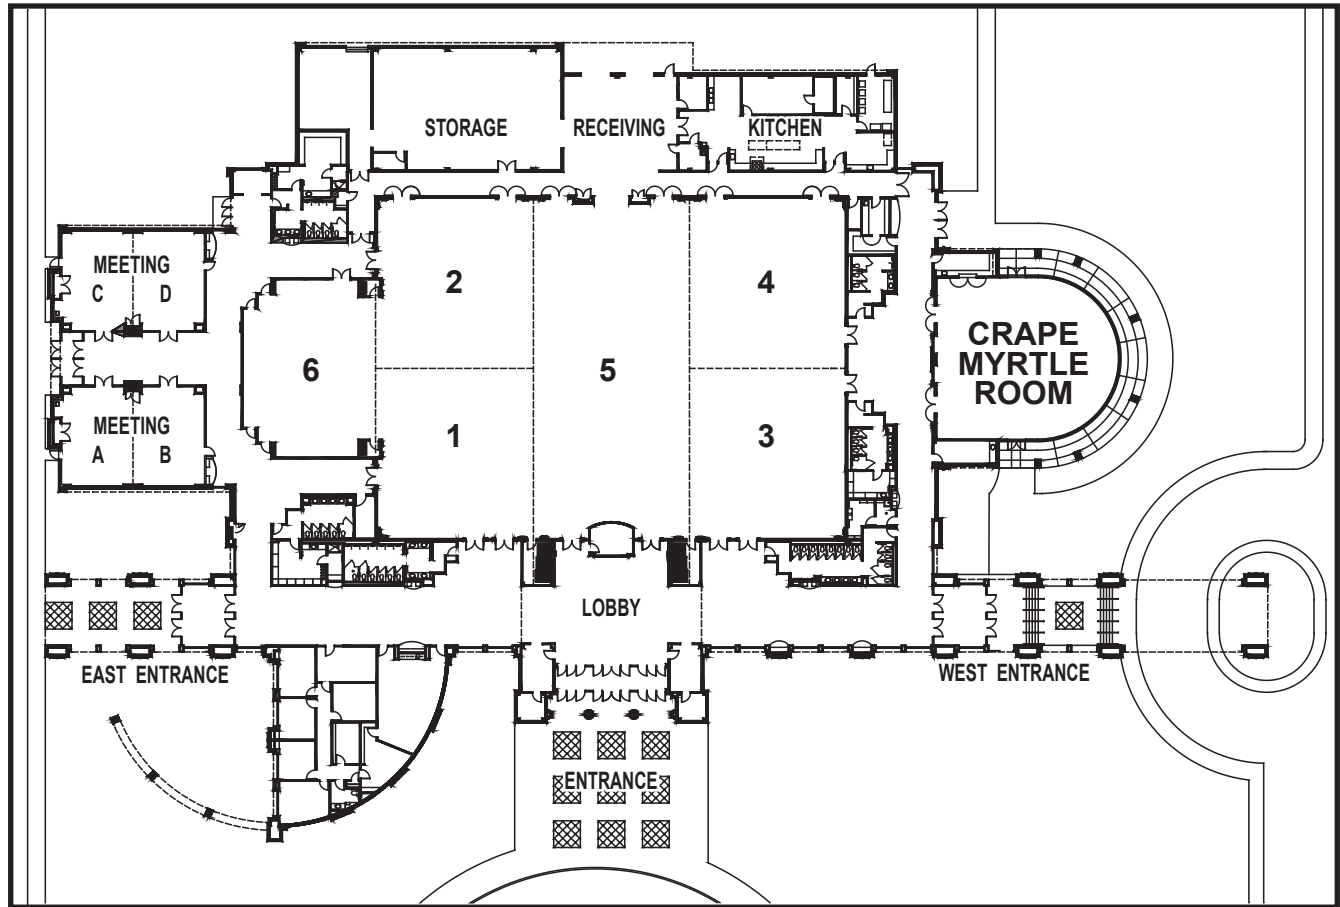 STORAGE
RECEIVING
KITCHEN
MEETING
C D
2
4
CRAPE
MYRTLE
ROOM
6
5
MEETING
A B
1
3
LOBBY
EAST ENTRANCE
WEST ENTRANCE
ENTRANCE